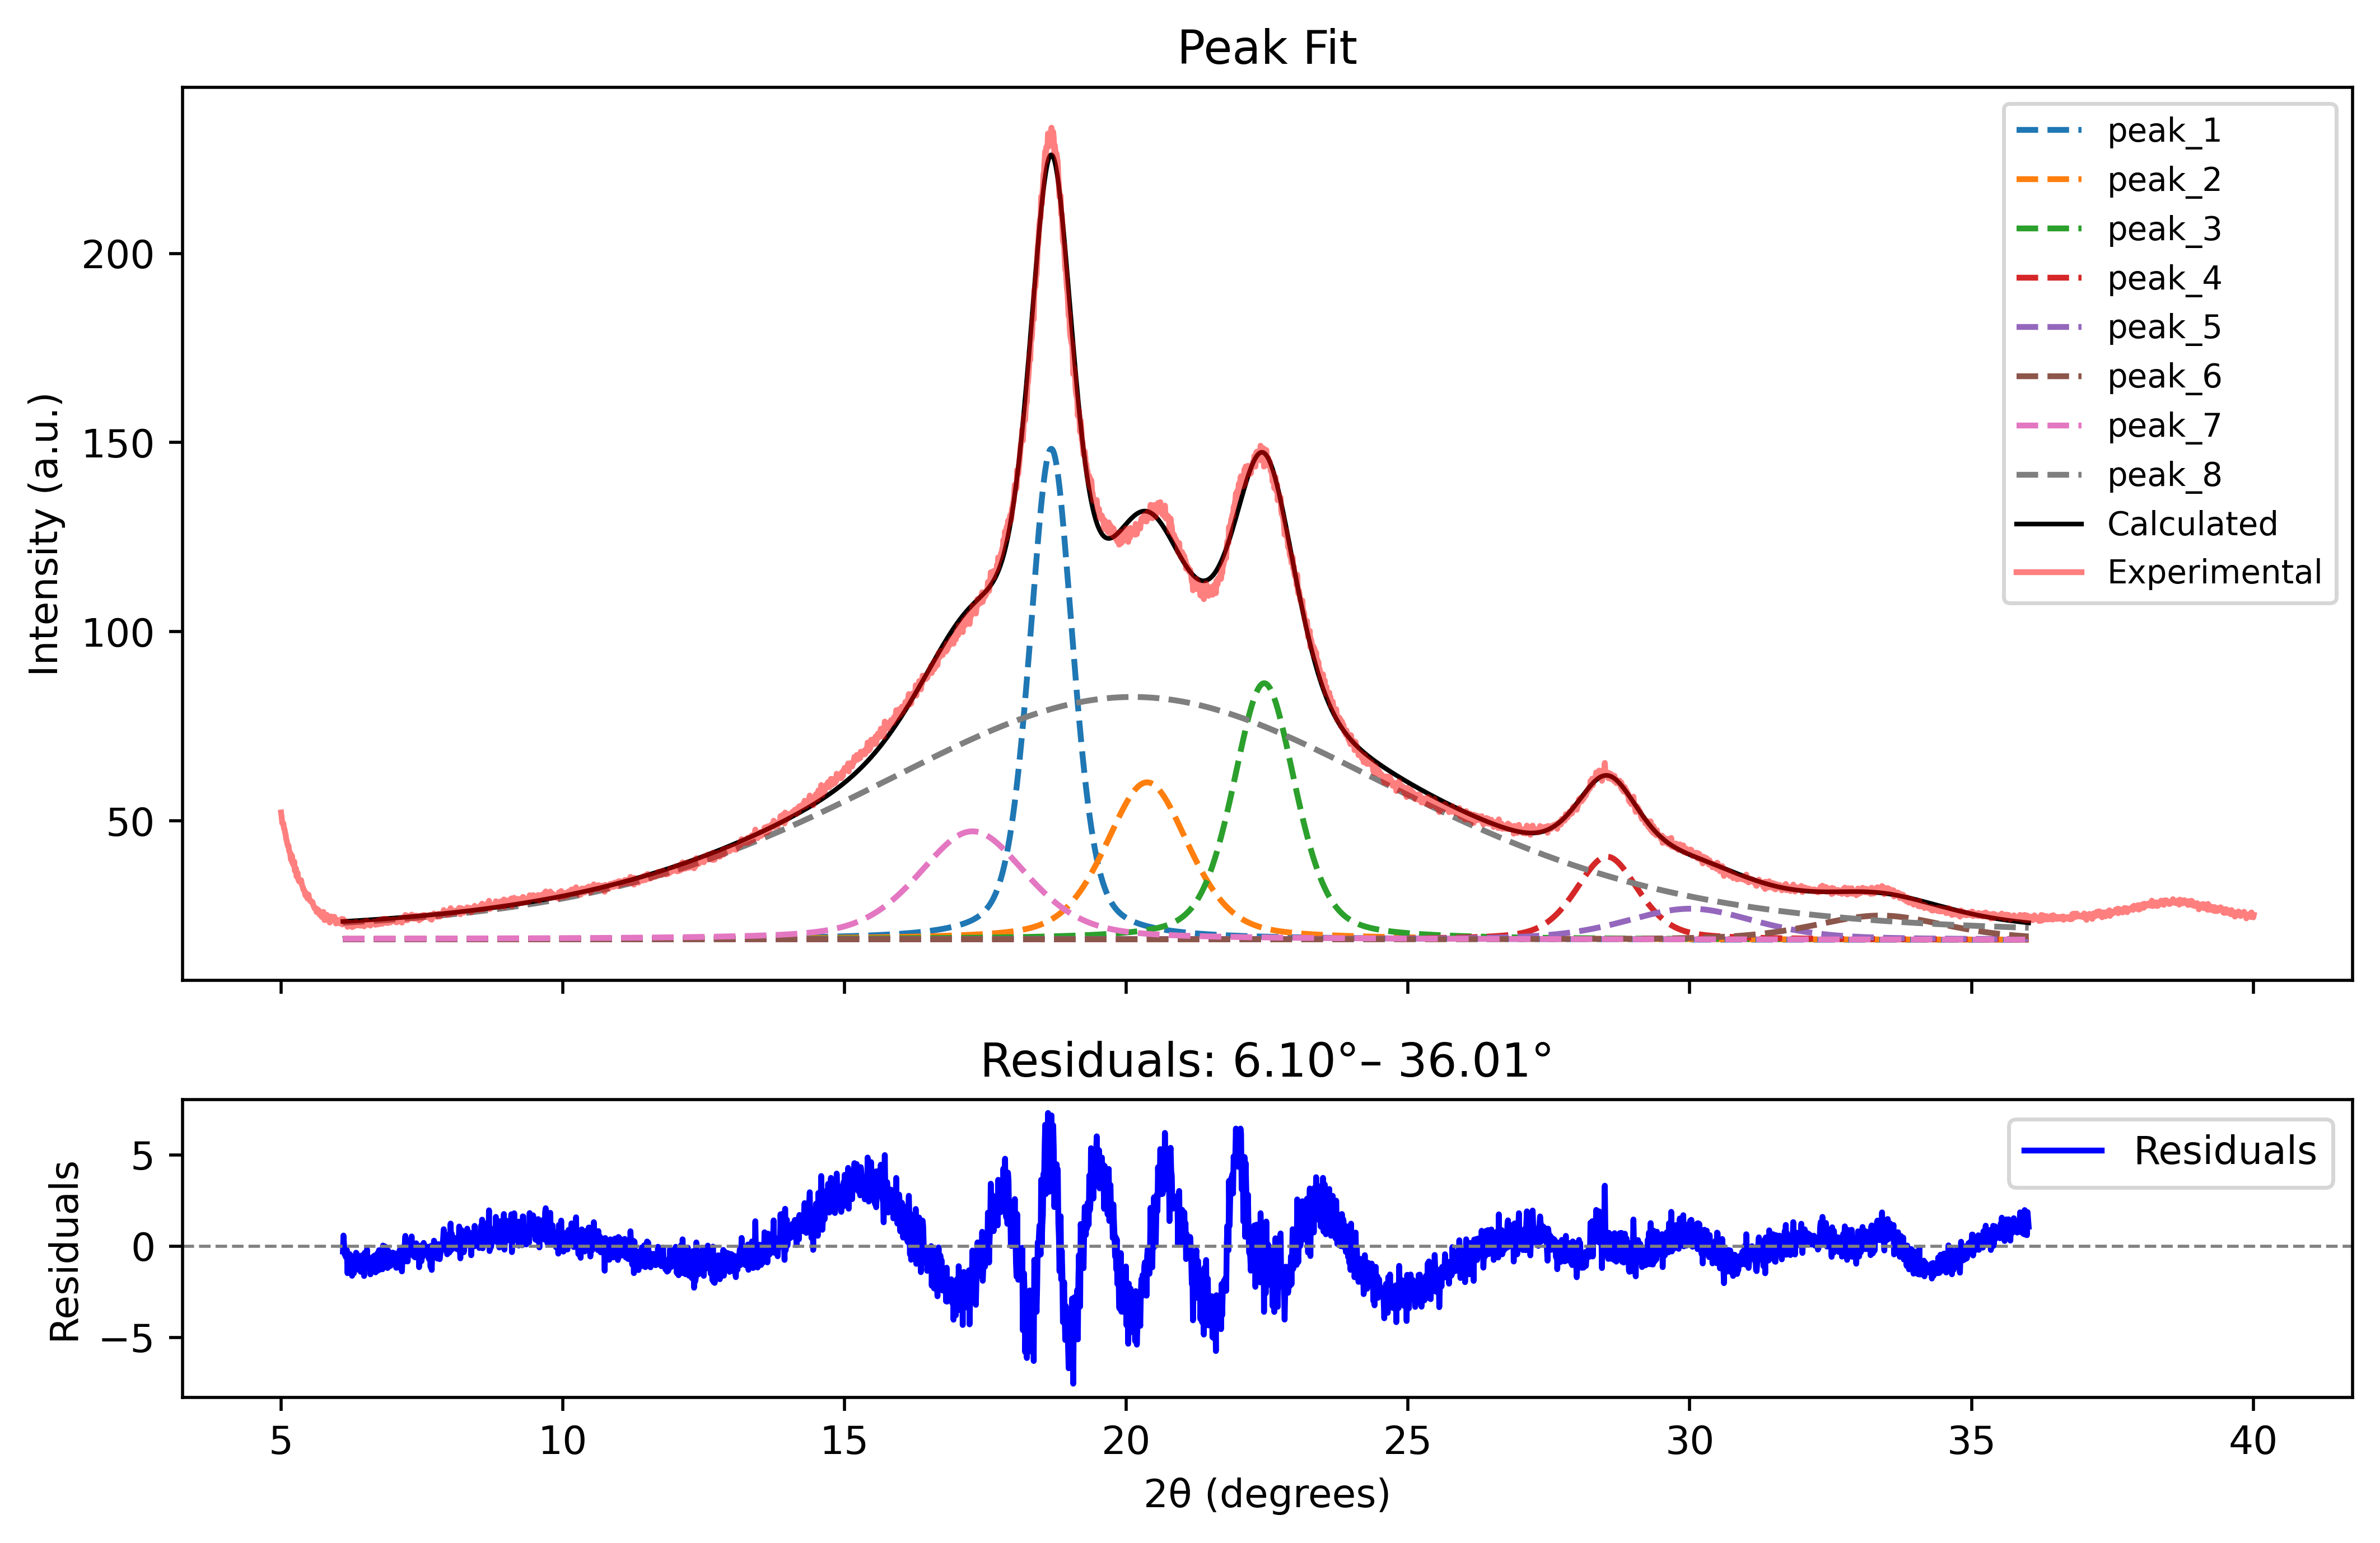 Peak Fit
Intensity (a.u.)
200
150
100
50
peak_1
peak_2
peak_3
peak_4
peak_5
peak_6
peak_7
peak_8
Calculated
Experimental
Residuals: 6.10°– 36.01°
Residuals
5
0
−5
Residuals
5 10 15 20 25 30 35 40
2θ (degrees)